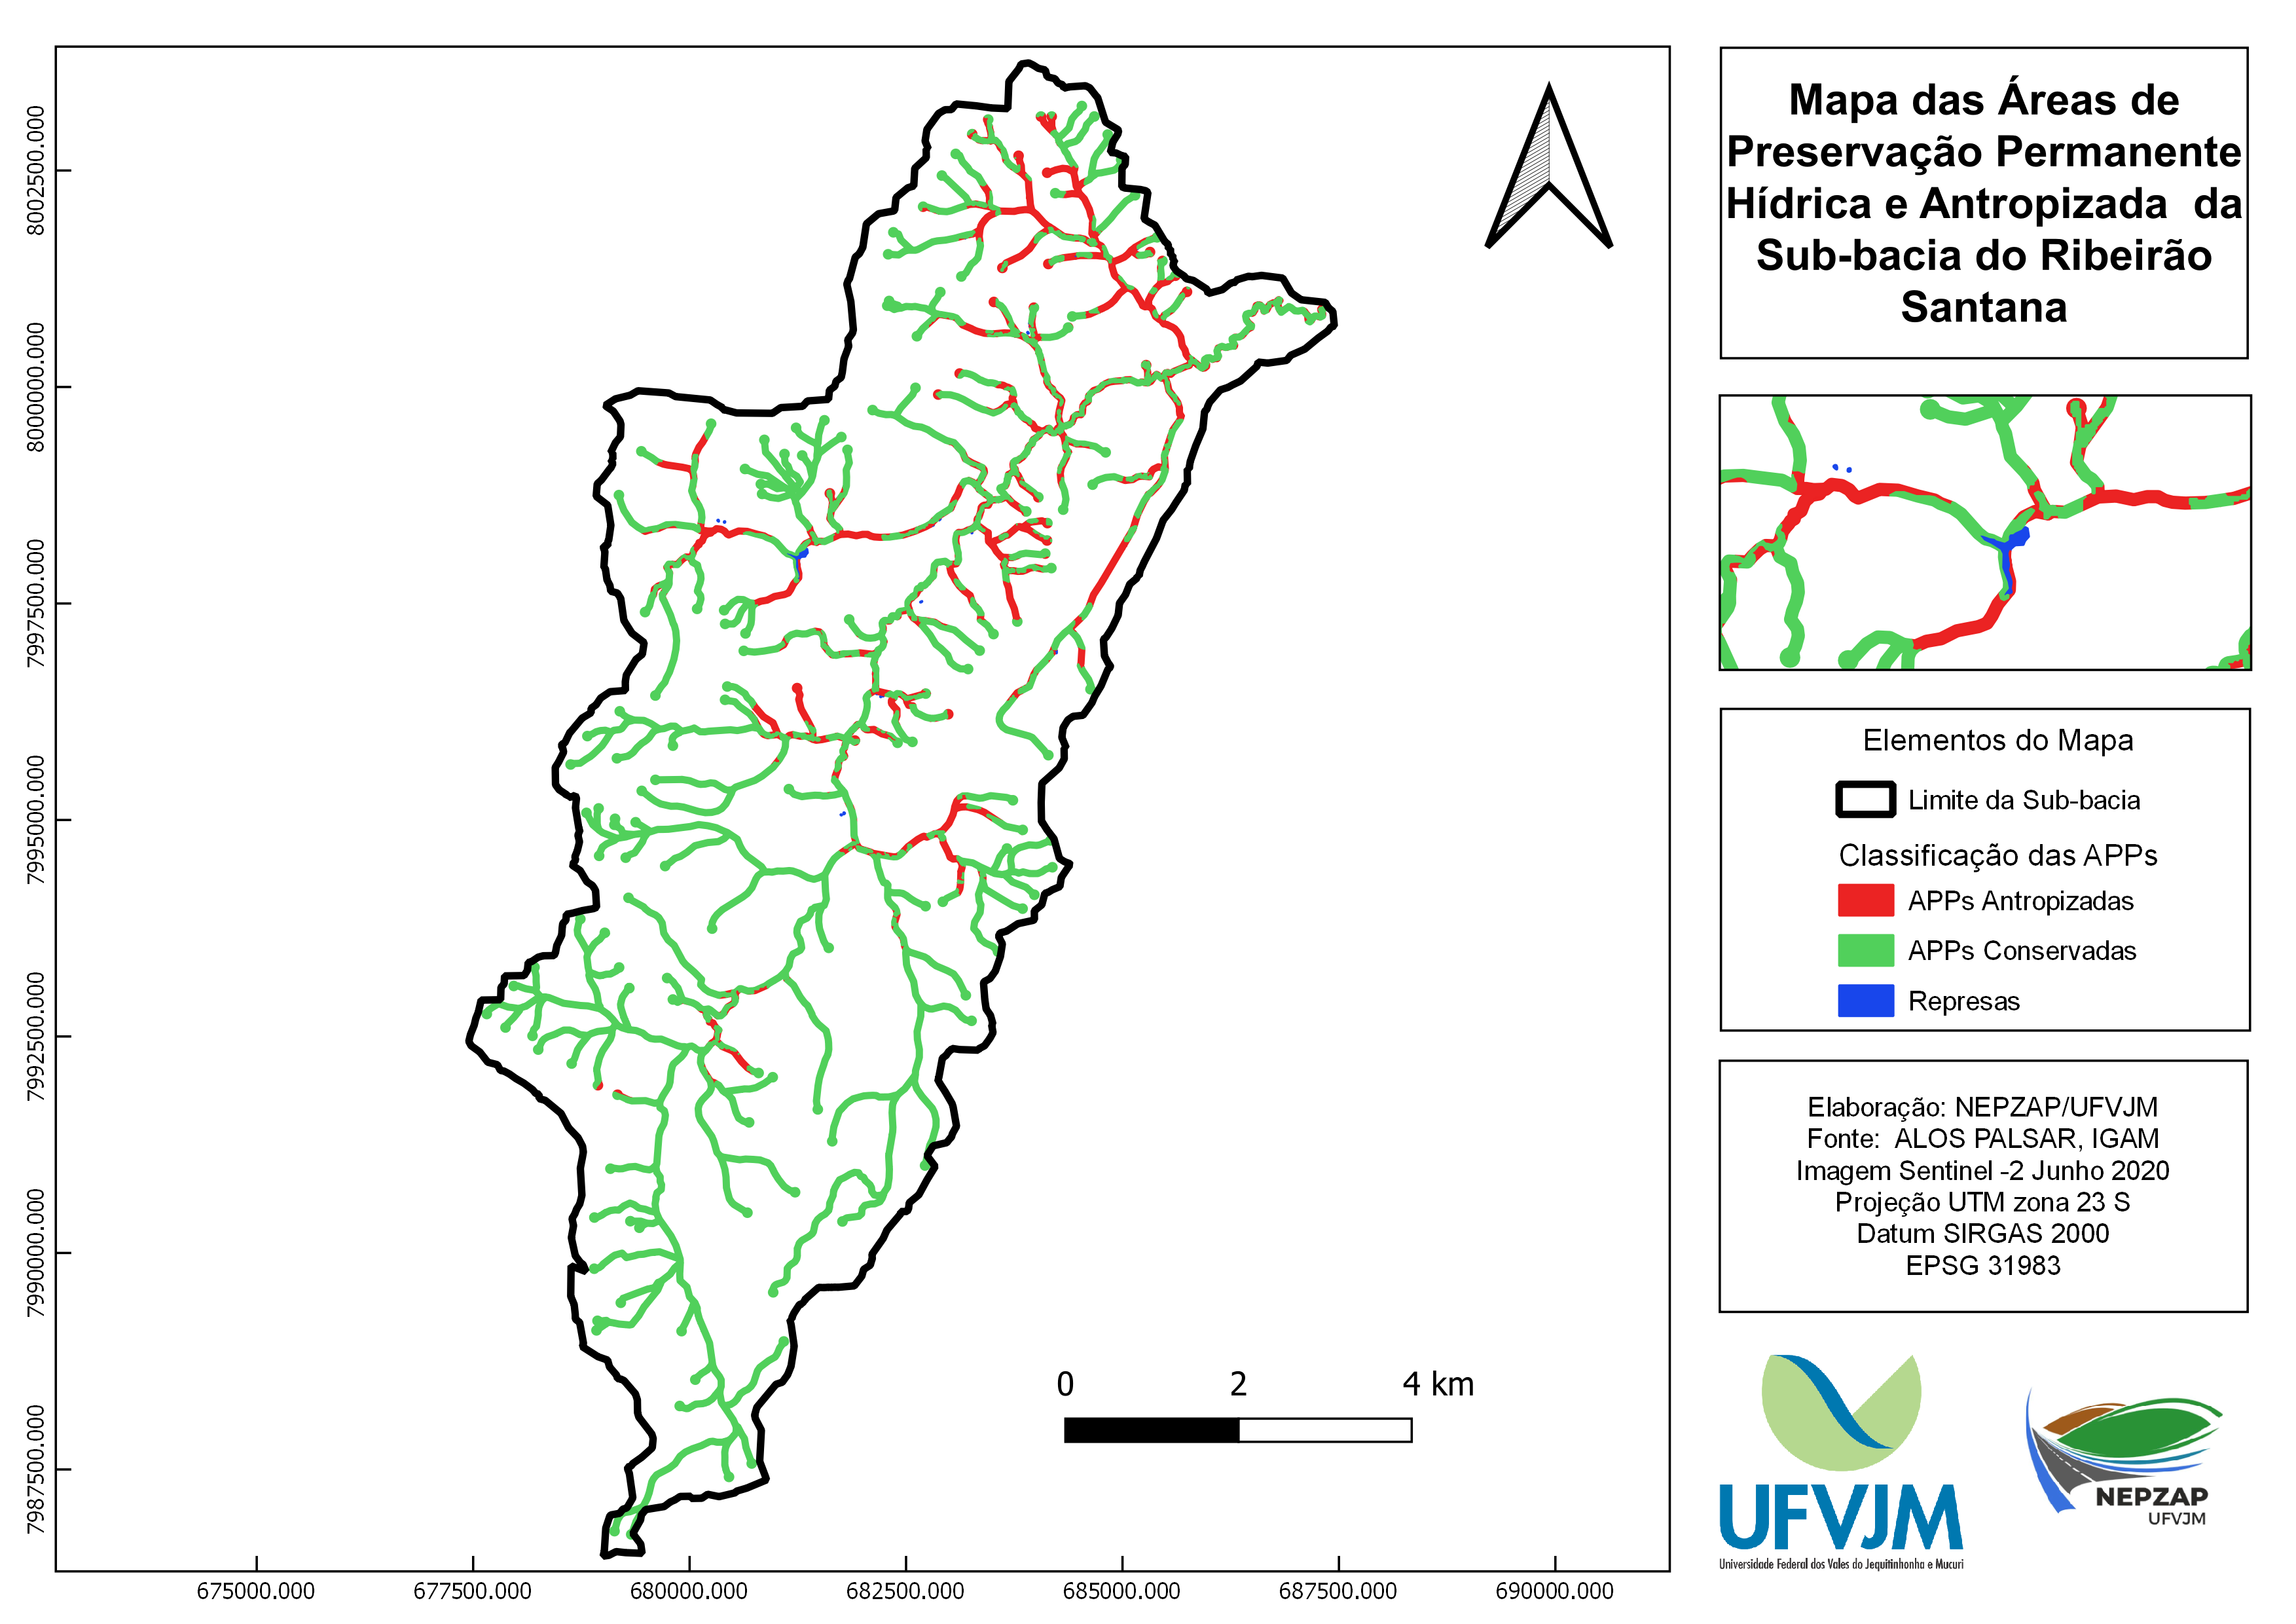 Mapa das Áreas de
Preservação Permanente
Hídrica e Antropizada  da
Sub-bacia do Ribeirão
Santana
8002500.000
8000000.000
7997500.000
7995000.000
7992500.000
7990000.000
7987500.000
675000.000
677500.000
680000.000
682500.000
685000.000
687500.000
690000.000
0 2 4 km
Elementos do Mapa
Limite da Sub-bacia
Classificação das APPs
APPs Antropizadas
APPs Conservadas
Represas
Elaboração: NEPZAP/UFVJM
Fonte:  ALOS PALSAR, IGAM
Imagem Sentinel -2 Junho 2020
Projeção UTM zona 23 S
Datum SIRGAS 2000
EPSG 31983
UFVJM
Universidade Federal dos Vales do Jequitinhonha e Mucuri
NEPZAP
UFVJM